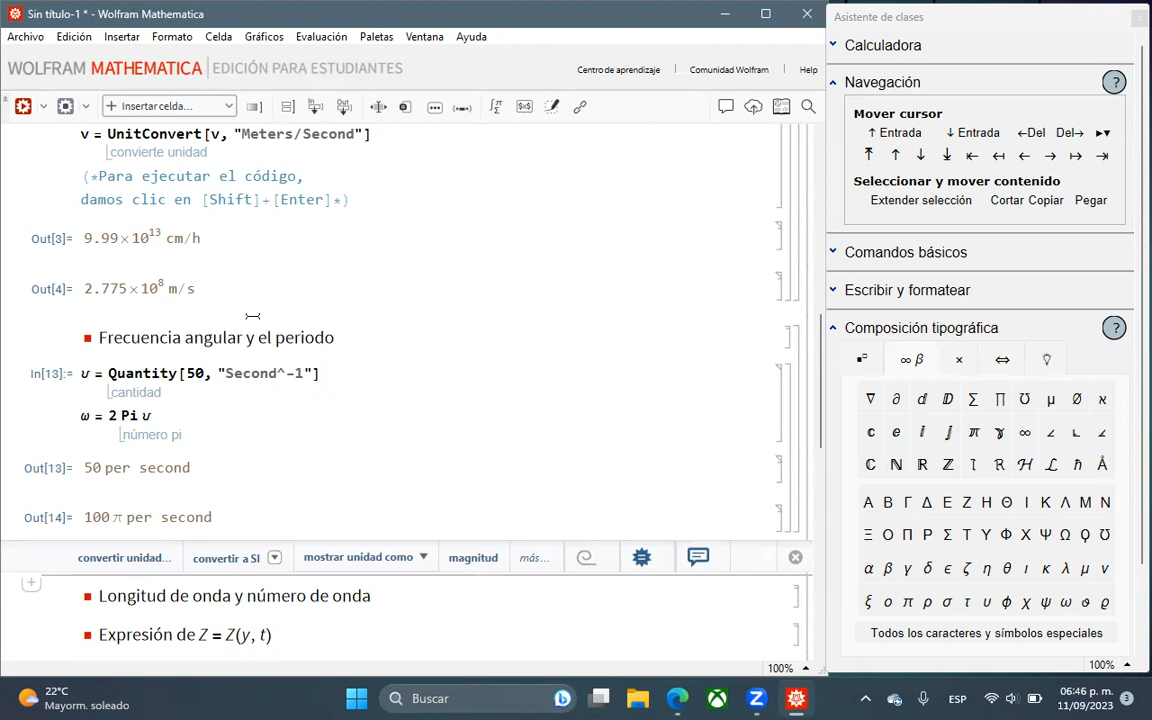 Sin título-1 * - Wolfram Mathematica
Archivo Edición Insertar Formato Celda Gráficos Evaluación Paletas Ventana Ayuda
WOLFRAM MATHEMATICA | EDICIÓN PARA ESTUDIANTES
Centro de aprendizaje Comunidad Wolfram Help
Insertar celda...
v = UnitConvert[v, "Meters/Second"]
convierte unidad
(*Para ejecutar el código,
damos clic en [Shift]+[Enter]*)
Out[3]= 9.99×10^13 cm/h
Out[4]= 2.775×10^8 m/s
Frecuencia angular y el periodo
In[13]:= υ = Quantity[50, "Second^-1"]
cantidad
ω = 2 Pi υ
número pi
Out[13]= 50 per second
Out[14]= 100 π per second
convertir unidad... convertir a SI mostrar unidad como magnitud más...
Longitud de onda y número de onda
Expresión de Z = Z(y, t)
100%
Asistente de clases
Calculadora
Navegación ?
Mover cursor
↑ Entrada ↓ Entrada ←Del Del→ ▸▾
Seleccionar y mover contenido
Extender selección Cortar Copiar Pegar
Comandos básicos
Escribir y formatear
Composición tipográfica ?
∞ β × ⇔
∇ ∂ ⅆ ⅅ ∑ ∏ ℧ µ Ø ℵ
𝕔 ⅇ ⅈ ⅉ π ℽ ∞ ∠ ∟ ∡
ℂ ℕ ℝ ℤ ℩ ℛ ℋ ℒ ℏ Å
Α Β Γ Δ Ε Ζ Η Θ Ι Κ Λ Μ Ν
Ξ Ο Π Ρ Σ Τ Υ Φ Χ Ψ Ω Ϙ ℧
α β γ δ ϵ ζ η θ ι κ λ μ ν
ξ ο π ρ σ τ υ ϕ χ ψ ω ϑ ϱ
Todos los caracteres y símbolos especiales
100%
22°C
Mayorm. soleado
Buscar
ESP
06:46 p. m.
11/09/2023
3